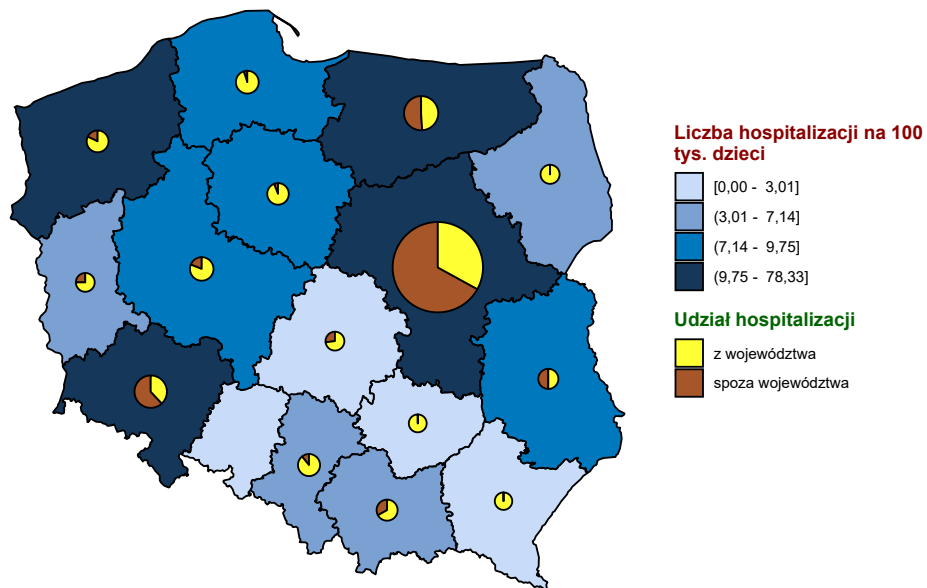 Liczba hospitalizacji na 100
tys. dzieci
[0,00 - 3,01]
(3,01 - 7,14]
(7,14 - 9,75]
(9,75 - 78,33]
Udział hospitalizacji
z województwa
spoza województwa